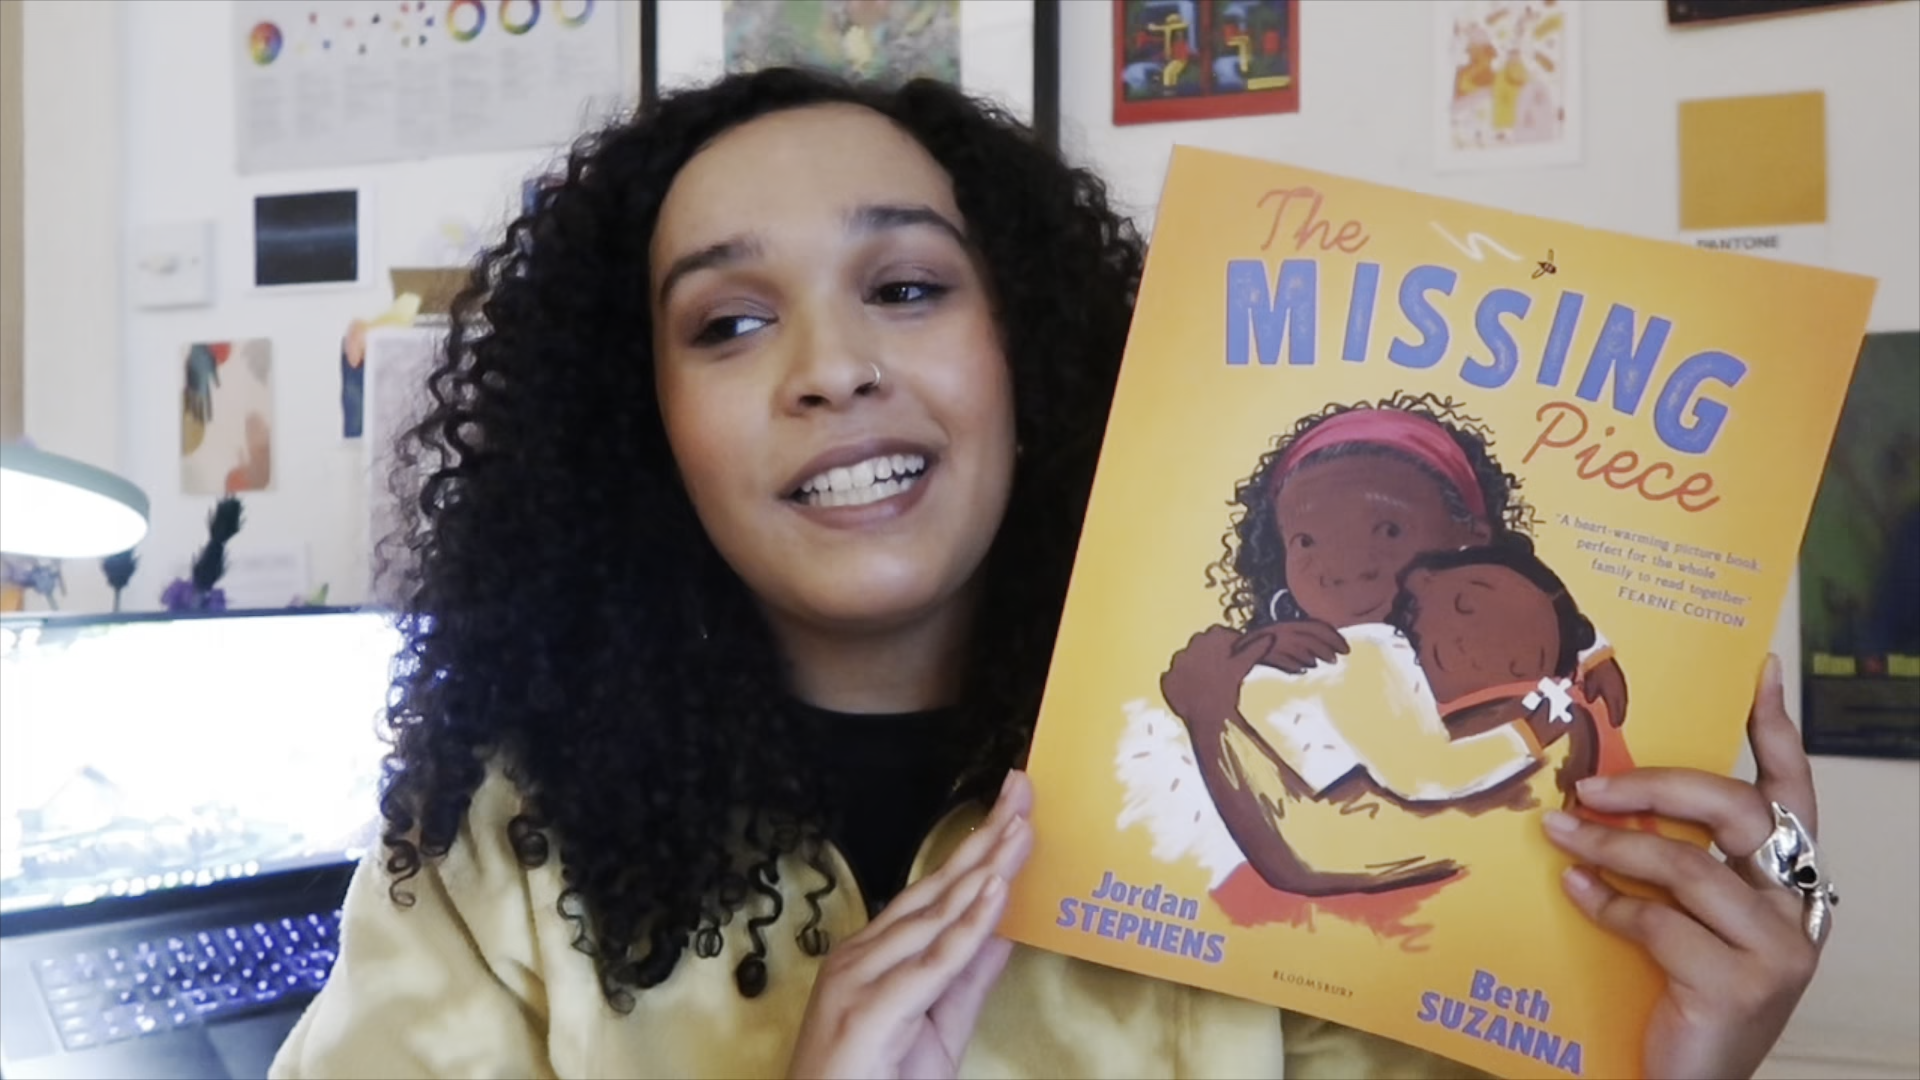 PANTONE
The
MISSING
Piece
"A heart-warming picture book,
perfect for the whole
family to read together"
FEARNE COTTON
Jordan
STEPHENS
BLOOMSBURY
Beth
SUZANNA